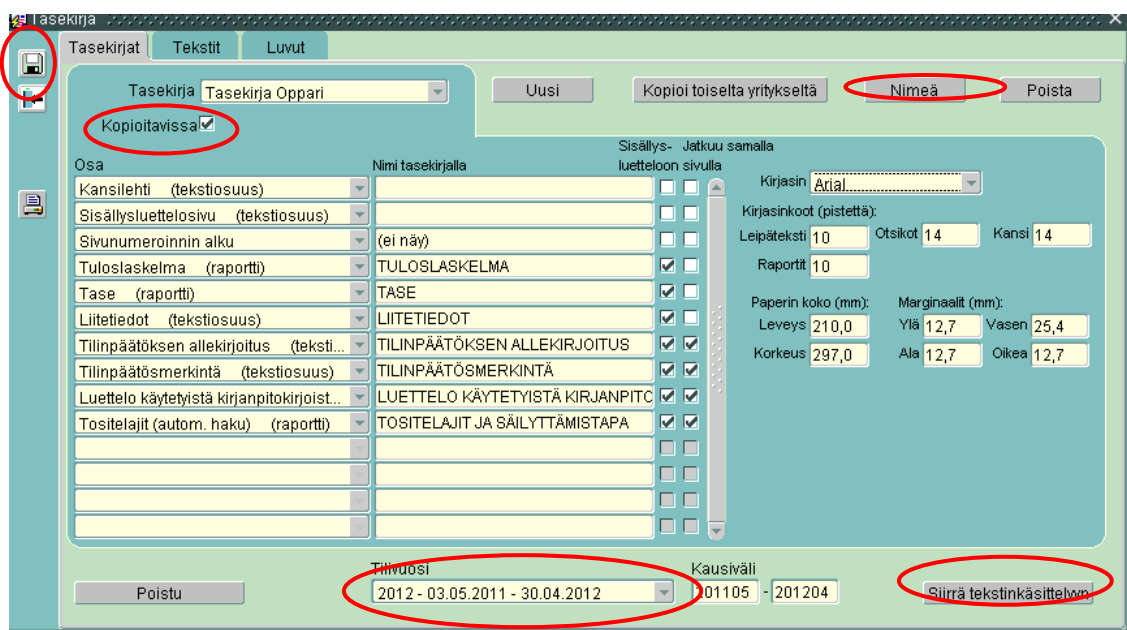 Tasekirja
Tasekirjat Tekstit Luvut
Tasekirja Tasekirja Oppari Uusi Kopioi toiselta yritykseltä Nimeä Poista
Kopioitavissa
Sisällys- Jatkuu samalla
Osa Nimi tasekirjalla luetteloon sivulla
Kansilehti (tekstiosuus) Kirjasin Arial
Sisällysluettelosivu (tekstiosuus) Kirjasinkoot (pistettä):
Sivunumeroinnin alku (ei näy) Leipäteksti 10 Otsikot 14 Kansi 14
Tuloslaskelma (raportti) TULOSLASKELMA Raportit 10
Tase (raportti) TASE Paperin koko (mm): Marginaalit (mm):
Liitetiedot (tekstiosuus) LIITETIEDOT Leveys 210,0 Ylä 12,7 Vasen 25,4
Tilinpäätöksen allekirjoitus (teksti... TILINPÄÄTÖKSEN ALLEKIRJOITUS Korkeus 297,0 Ala 12,7 Oikea 12,7
Tilinpäätösmerkintä (tekstiosuus) TILINPÄÄTÖSMERKINTÄ
Luettelo käytetyistä kirjanpitokirjoist... LUETTELO KÄYTETYISTÄ KIRJANPITO
Tositelajit (autom. haku) (raportti) TOSITELAJIT JA SÄILYTTÄMISTAPA
Tilivuosi Kausiväli
Poistu 2012 - 03.05.2011 - 30.04.2012 201105 - 201204 Siirrä tekstinkäsittelyyn